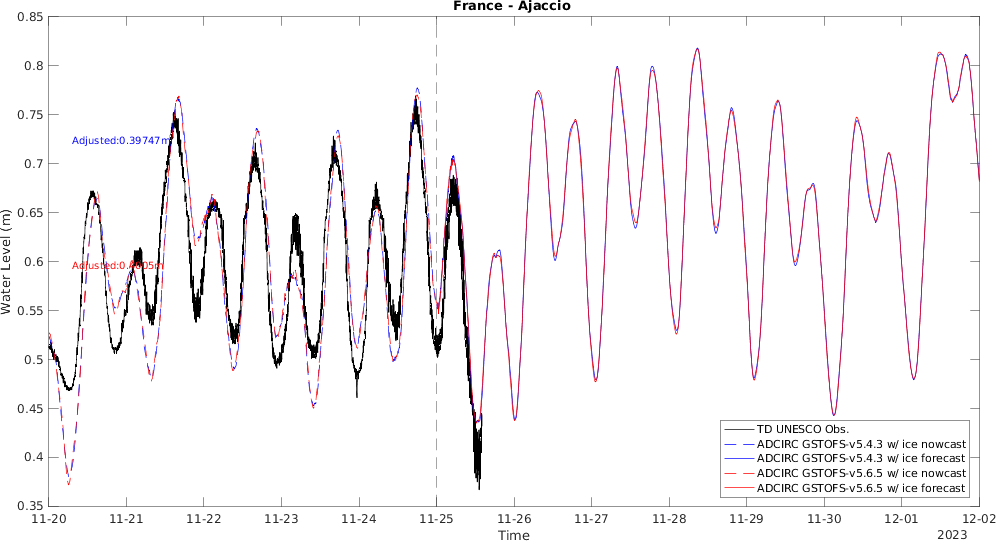 France - Ajaccio
0.85
0.8
0.75
0.7
0.65
0.6
0.55
0.5
0.45
0.4
0.35
Water Level (m)
Adjusted:0.39747m
11-20
11-21
11-22
11-23
11-24
11-25
11-26
11-27
11-28
11-29
11-30
12-01
12-02
Time
2023
TD UNESCO Obs.
ADCIRC GSTOFS-v5.4.3 w/ ice nowcast
ADCIRC GSTOFS-v5.4.3 w/ ice forecast
ADCIRC GSTOFS-v5.6.5 w/ ice nowcast
ADCIRC GSTOFS-v5.6.5 w/ ice forecast